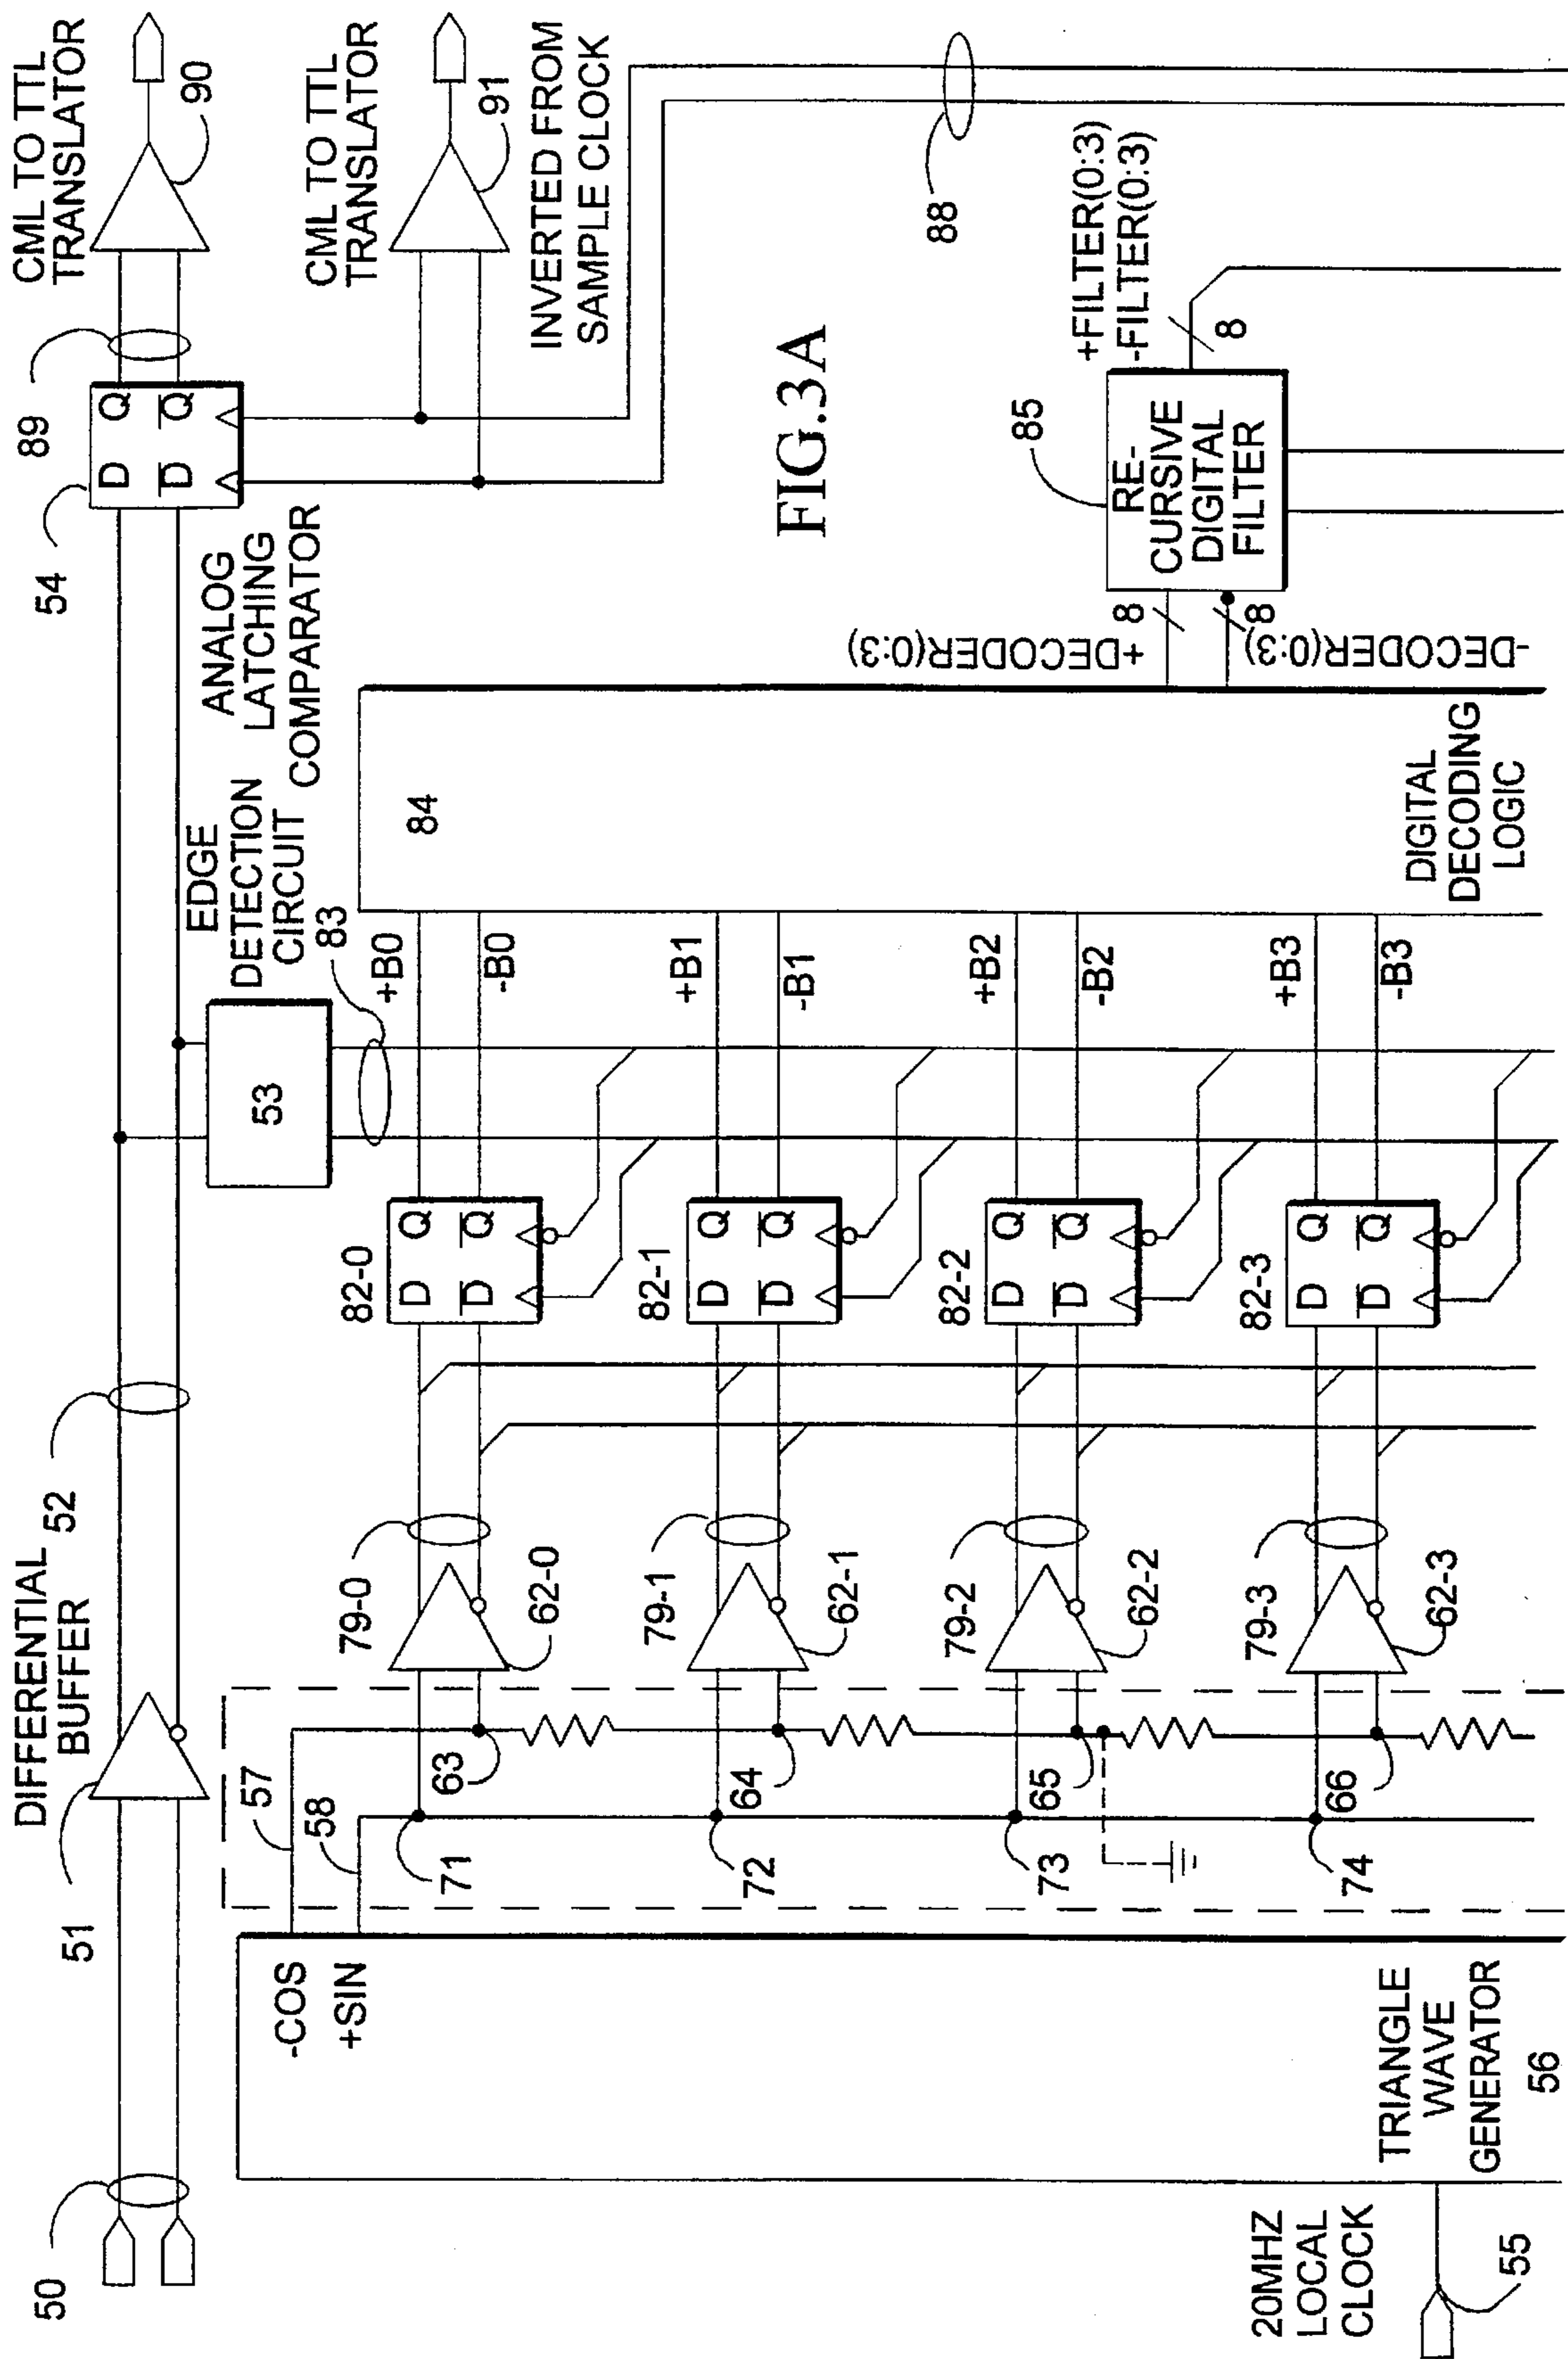 50
DIFFERENTIAL
BUFFER
51
52
EDGE
DETECTION
CIRCUIT
53
83
54
D Q
D Q
ANALOG
LATCHING
COMPARATOR
89
CML TO TTL
TRANSLATOR
90
CML TO TTL
TRANSLATOR
91
INVERTED FROM
SAMPLE CLOCK
88
-COS
+SIN
57
58
71
63
79-0
62-0
82-0
D Q
D Q
+B0
-B0
84
72
64
79-1
62-1
82-1
D Q
D Q
+B1
-B1
FIG.3A
73
65
79-2
62-2
82-2
D Q
D Q
+B2
-B2
74
66
79-3
62-3
82-3
D Q
D Q
+B3
-B3
DIGITAL
DECODING
LOGIC
+DECODER(0:3)
8
-DECODER(0:3)
8
85
RE-
CURSIVE
DIGITAL
FILTER
+FILTER(0:3)
-FILTER(0:3)
8
20MHZ
LOCAL
CLOCK
55
TRIANGLE
WAVE
GENERATOR
56